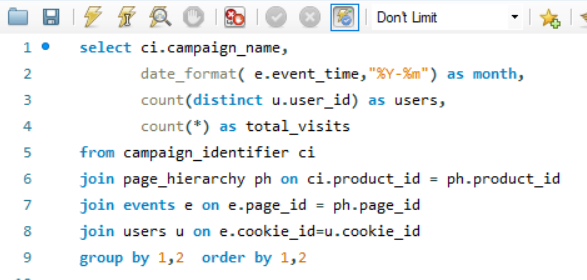 Don't Limit
1 select ci.campaign_name,
2 date_format( e.event_time,"%Y-%m") as month,
3 count(distinct u.user_id) as users,
4 count(*) as total_visits
5 from campaign_identifier ci
6 join page_hierarchy ph on ci.product_id = ph.product_id
7 join events e on e.page_id = ph.page_id
8 join users u on e.cookie_id=u.cookie_id
9 group by 1,2  order by 1,2